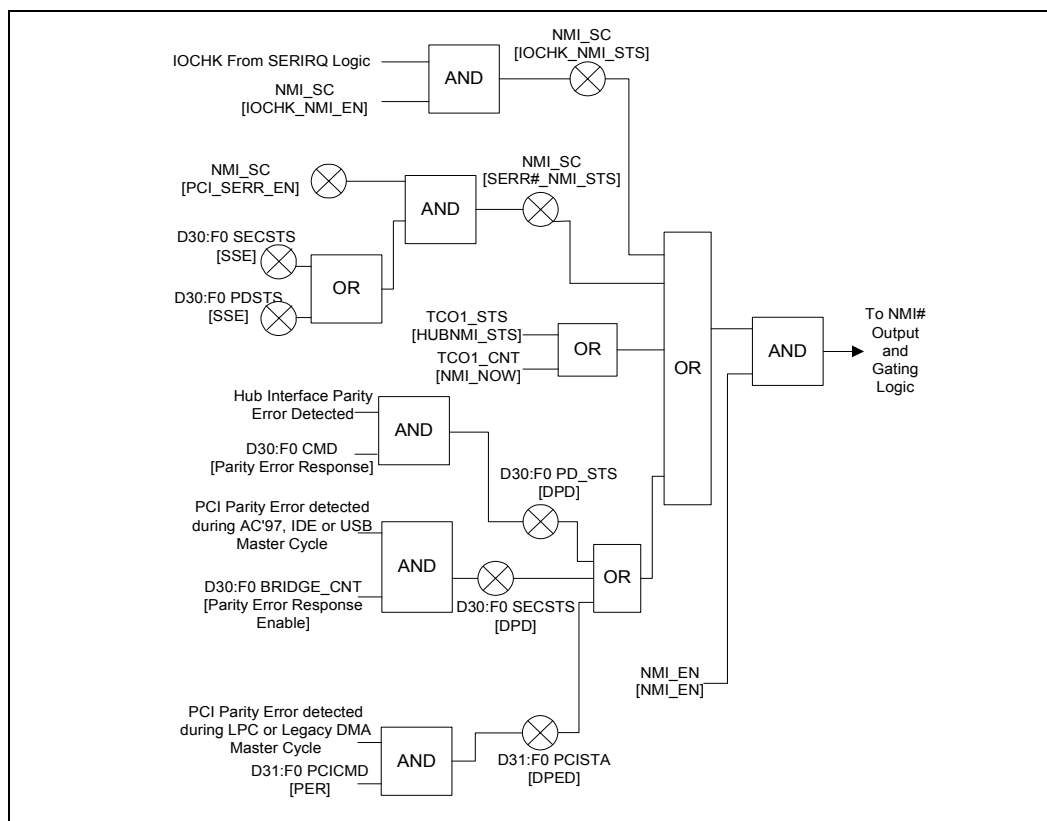 NMI_SC
[IOCHK_NMI_STS]
IOCHK From SERIRQ Logic
AND
NMI_SC
[IOCHK_NMI_EN]
NMI_SC
[PCI_SERR_EN]
NMI_SC
[SERR#_NMI_STS]
AND
D30:F0 SECSTS
[SSE]
OR
D30:F0 PDSTS
[SSE]
TCO1_STS
[HUBNMI_STS]
OR
TCO1_CNT
[NMI_NOW]
OR
AND
To NMI#
Output
and
Gating
Logic
Hub Interface Parity
Error Detected
AND
D30:F0 CMD
[Parity Error Response]
D30:F0 PD_STS
[DPD]
PCI Parity Error detected
during AC'97, IDE or USB
Master Cycle
AND
OR
D30:F0 BRIDGE_CNT
[Parity Error Response
Enable]
D30:F0 SECSTS
[DPD]
NMI_EN
[NMI_EN]
PCI Parity Error detected
during LPC or Legacy DMA
Master Cycle
AND
D31:F0 PCICMD
[PER]
D31:F0 PCISTA
[DPED]